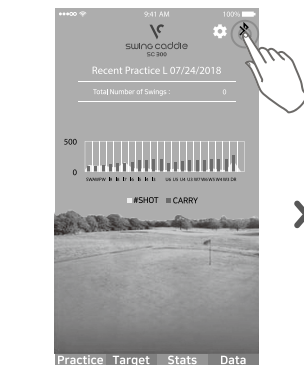 9:41 AM 100%
swing caddie
SC 300
Recent Practice L 07/24/2018
Total Number of Swings : 0
500
0
#SHOT CARRY
Practice Target Stats Data